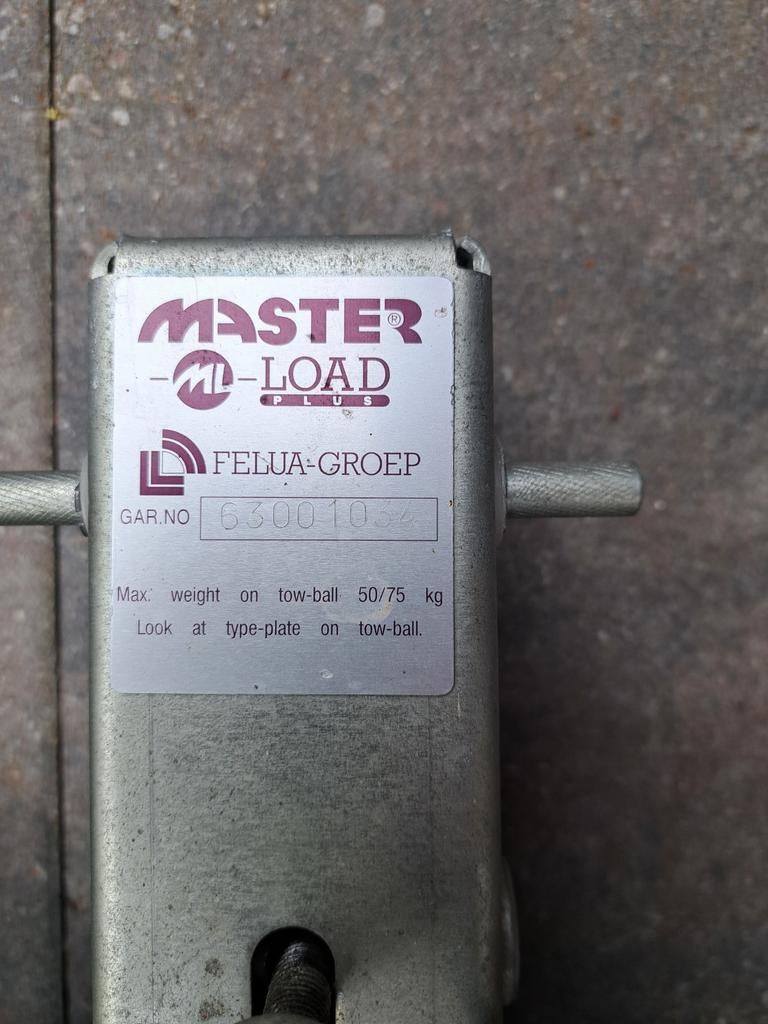 MASTER®
ML LOAD
PLUS
FELUA-GROEP
GAR.NO 63001034
Max. weight on tow-ball 50/75 kg
Look at type-plate on tow-ball.